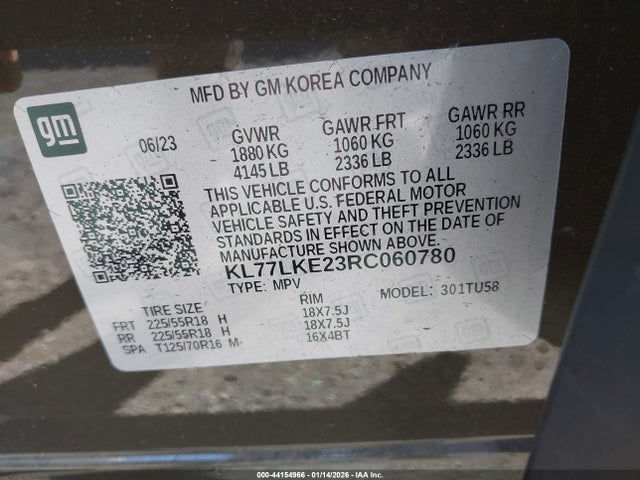 MFD BY GM KOREA COMPANY
gm
06/23
GVWR GAWR FRT GAWR RR
1880 KG 1060 KG 1060 KG
4145 LB 2336 LB 2336 LB
THIS VEHICLE CONFORMS TO ALL
APPLICABLE U.S. FEDERAL MOTOR
VEHICLE SAFETY AND THEFT PREVENTION
STANDARDS IN EFFECT ON THE DATE OF
MANUFACTURE SHOWN ABOVE.
KL77LKE23RC060780
TYPE: MPV MODEL: 301TU58
TIRE SIZE RIM
FRT 225/55R18 H 18X7.5J
RR 225/55R18 H 18X7.5J
SPA T125/70R16 M 16X4BT
000-44154966 - 01/14/2026 - IAA Inc.